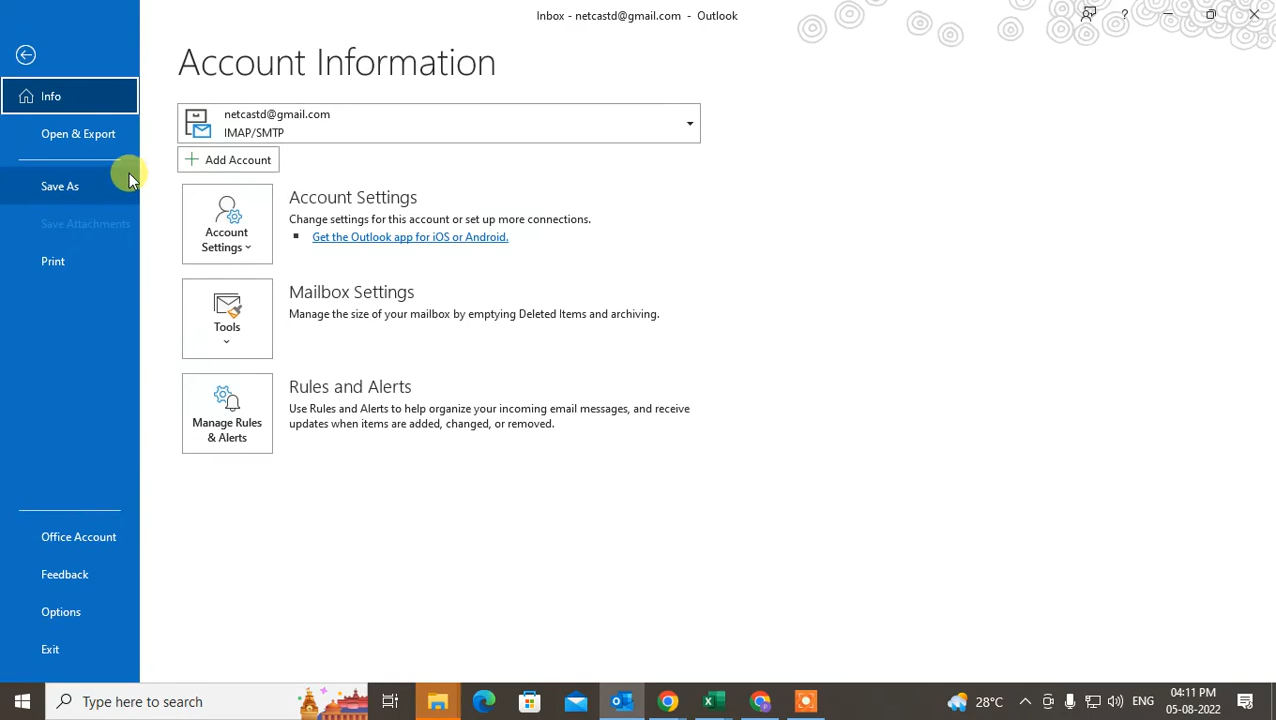 Inbox - netcastd@gmail.com - Outlook
?
Account Information
Info
Open & Export
Save As
Save Attachments
Print
Office Account
Feedback
Options
Exit
netcastd@gmail.com
IMAP/SMTP
Add Account
Account
Settings
Account Settings
Change settings for this account or set up more connections.
Get the Outlook app for iOS or Android.
Tools
Mailbox Settings
Manage the size of your mailbox by emptying Deleted Items and archiving.
Manage Rules
& Alerts
Rules and Alerts
Use Rules and Alerts to help organize your incoming email messages, and receive
updates when items are added, changed, or removed.
Type here to search
28°C
ENG
04:11 PM
05-08-2022